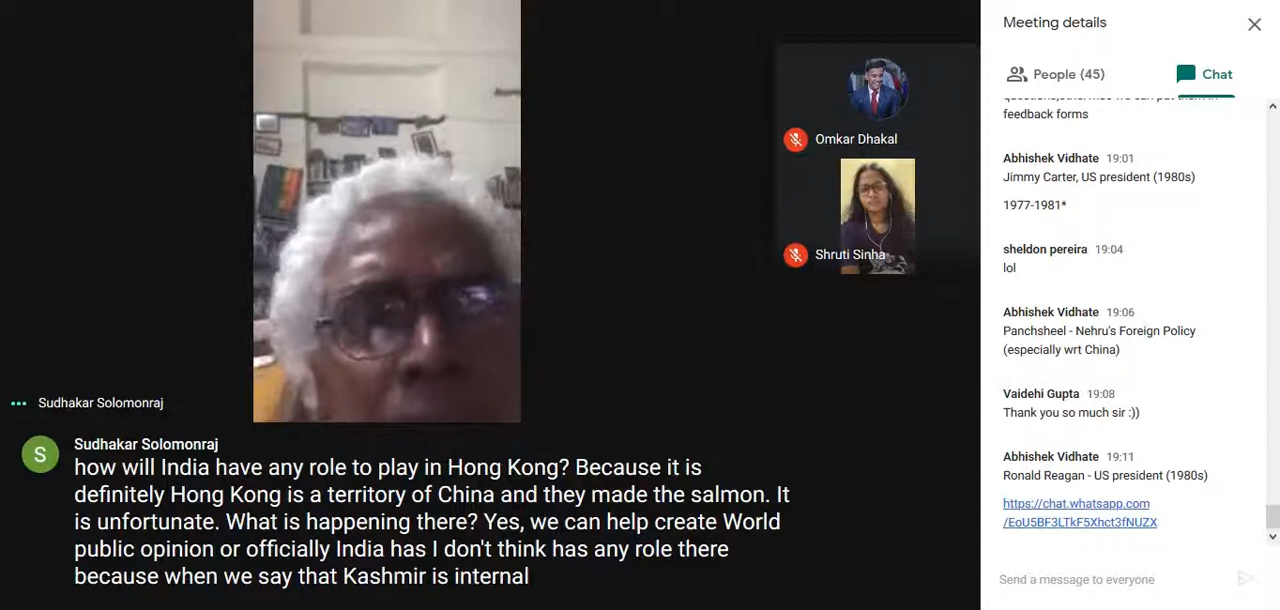 Meeting details
People (45)
Chat
feedback forms
Abhishek Vidhate 19:01
Jimmy Carter, US president (1980s)
1977-1981*
sheldon pereira 19:04
lol
Abhishek Vidhate 19:06
Panchsheel - Nehru's Foreign Policy
(especially wrt China)
Vaidehi Gupta 19:08
Thank you so much sir :))
Abhishek Vidhate 19:11
Ronald Reagan - US president (1980s)
https://chat.whatsapp.com
/EoU5BF3LTkF5Xhct3fNUZX
Send a message to everyone
Omkar Dhakal
Shruti Sinha
Sudhakar Solomonraj
S
Sudhakar Solomonraj
how will India have any role to play in Hong Kong? Because it is
definitely Hong Kong is a territory of China and they made the salmon. It
is unfortunate. What is happening there? Yes, we can help create World
public opinion or officially India has I don't think has any role there
because when we say that Kashmir is internal